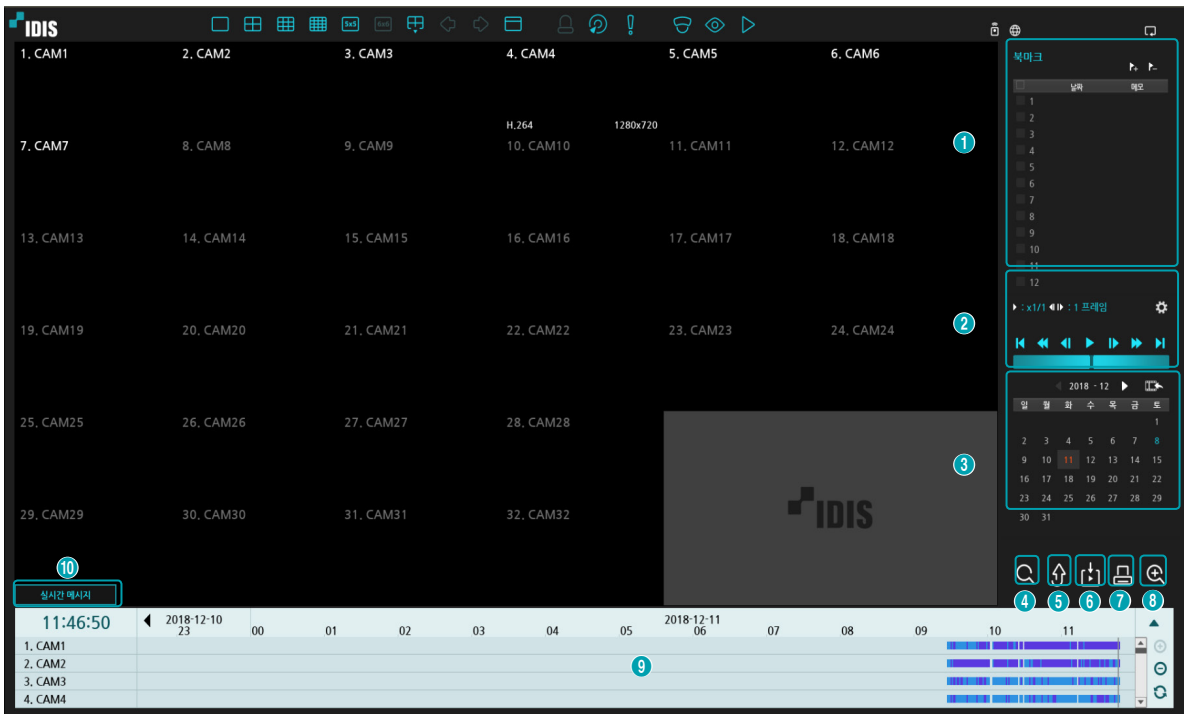 IDIS
5x5
6x6
1. CAM1 2. CAM2 3. CAM3 4. CAM4 5. CAM5 6. CAM6
H.264 1280x720
7. CAM7 8. CAM8 9. CAM9 10. CAM10 11. CAM11 12. CAM12
13. CAM13 14. CAM14 15. CAM15 16. CAM16 17. CAM17 18. CAM18
19. CAM19 20. CAM20 21. CAM21 22. CAM22 23. CAM23 24. CAM24
25. CAM25 26. CAM26 27. CAM27 28. CAM28
29. CAM29 30. CAM30 31. CAM31 32. CAM32
IDIS
1
2
3
북마크
날짜 메모
1
2
3
4
5
6
7
8
9
10
11
12
: x1/1 : 1 프레임
2018 - 12
일 월 화 수 목 금 토
1
2 3 4 5 6 7 8
9 10 11 12 13 14 15
16 17 18 19 20 21 22
23 24 25 26 27 28 29
30 31
4 5 6 7 8
10
실시간 메시지
11:46:50 2018-12-10 2018-12-11
23 00 01 02 03 04 05 06 07 08 09 10 11
1. CAM1
2. CAM2
9
3. CAM3
4. CAM4